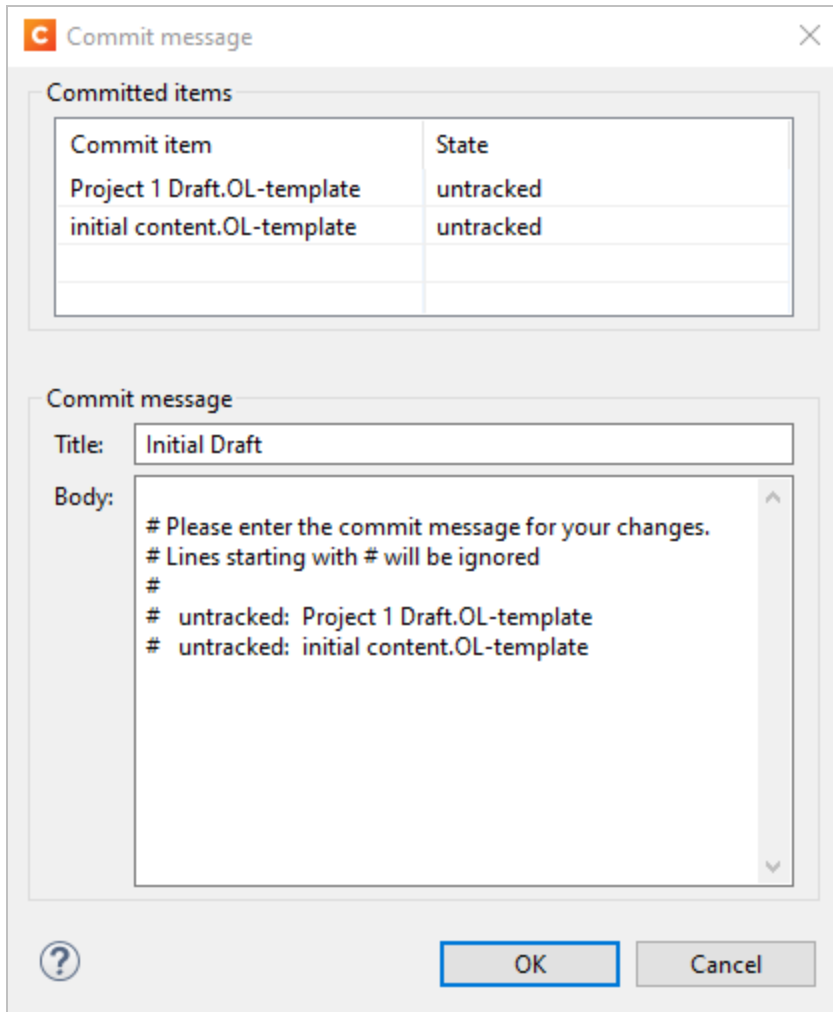 C Commit message
Committed items
Commit item State
Project 1 Draft.OL-template untracked
initial content.OL-template untracked
Commit message
Title: Initial Draft
Body:
# Please enter the commit message for your changes.
# Lines starting with # will be ignored
#
#   untracked:  Project 1 Draft.OL-template
#   untracked:  initial content.OL-template
? OK Cancel